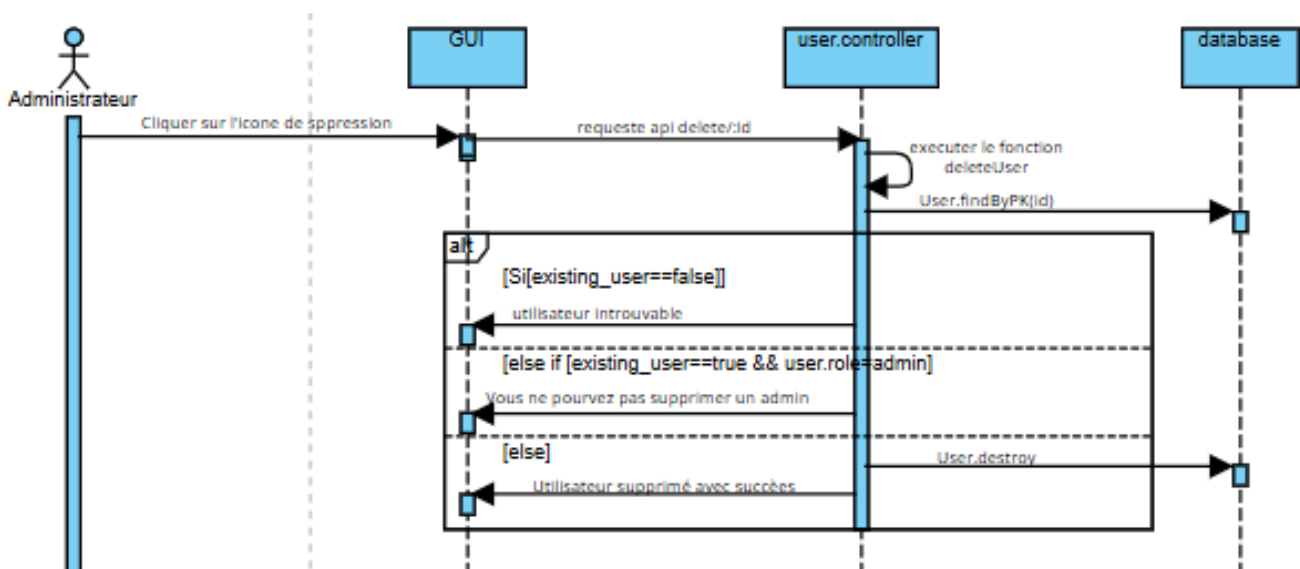 GUI
user.controller
database
Administrateur
Cliquer sur l'icone de sppression
requeste api delete/:id
executer le fonction
deleteUser
User.findByPK(id)
alt
[Si[existing_user==false]]
utilisateur introuvable
[else if [existing_user==true && user.role=admin]
Vous ne pourvez pas supprimer un admin
[else]
User.destroy
Utilisateur supprimé avec succèes